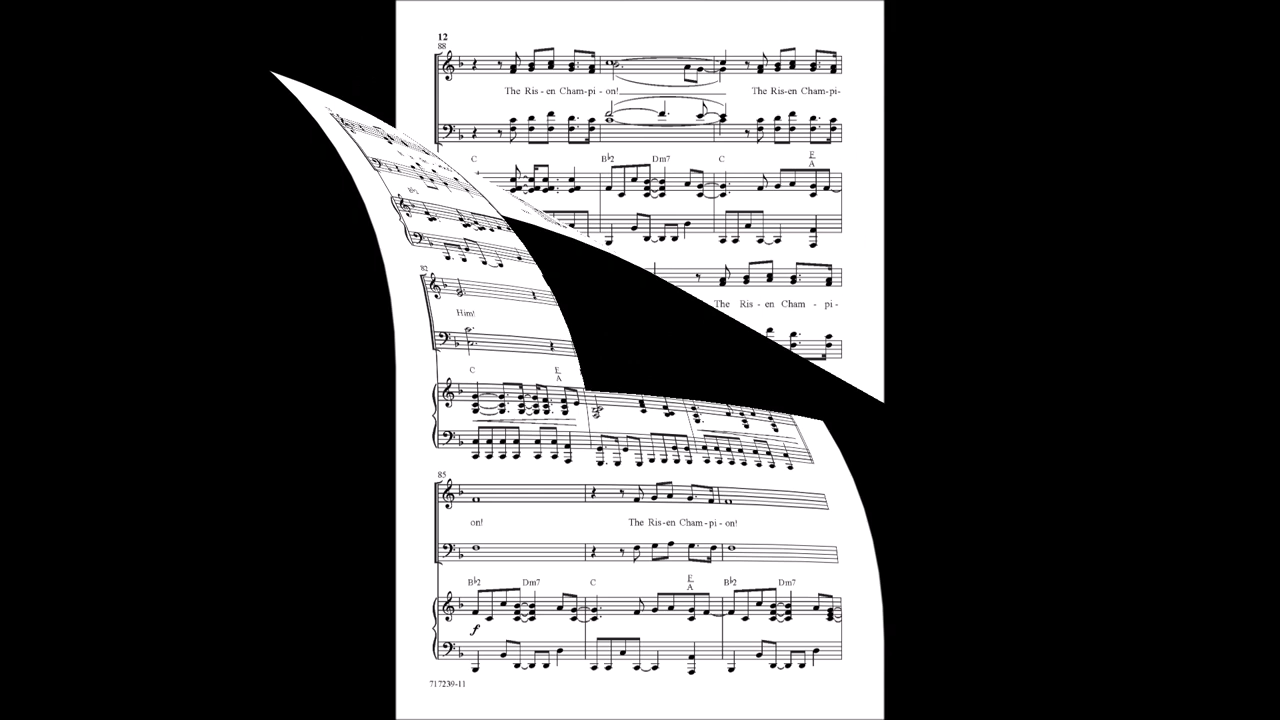 12
88
The Ris - en Cham-pi - on!
The Ris-en Cham-pi-
C
B♭2
Dm7
C
F
A
The Ris - en Cham - pi-
B♭2
82
Him!
C
F
A
85
on!
The Ris-en Cham-pi-on!
B♭2
Dm7
C
F
A
B♭2
Dm7
f
717239-11